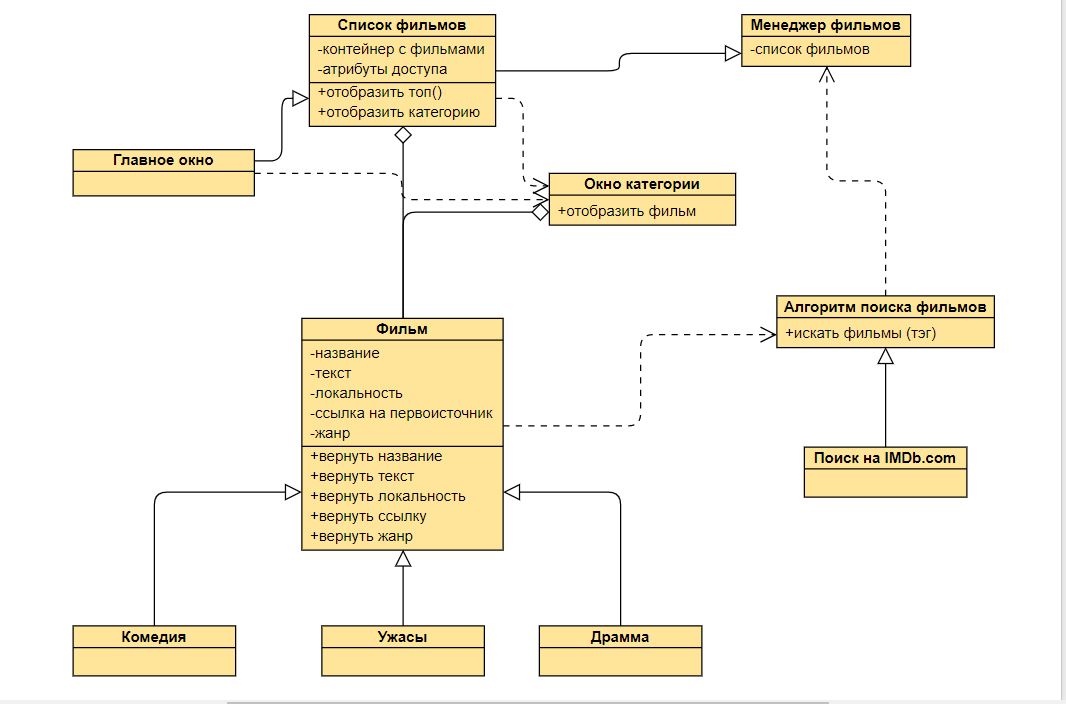 Список фильмов
-контейнер с фильмами
-атрибуты доступа
+отобразить топ()
+отобразить категорию
Менеджер фильмов
-список фильмов
Главное окно
Окно категории
+отобразить фильм
Алгоритм поиска фильмов
+искать фильмы (тэг)
Фильм
-название
-текст
-локальность
-ссылка на первоисточник
-жанр
+вернуть название
+вернуть текст
+вернуть локальность
+вернуть ссылку
+вернуть жанр
Поиск на IMDb.com
Комедия
Ужасы
Драмма